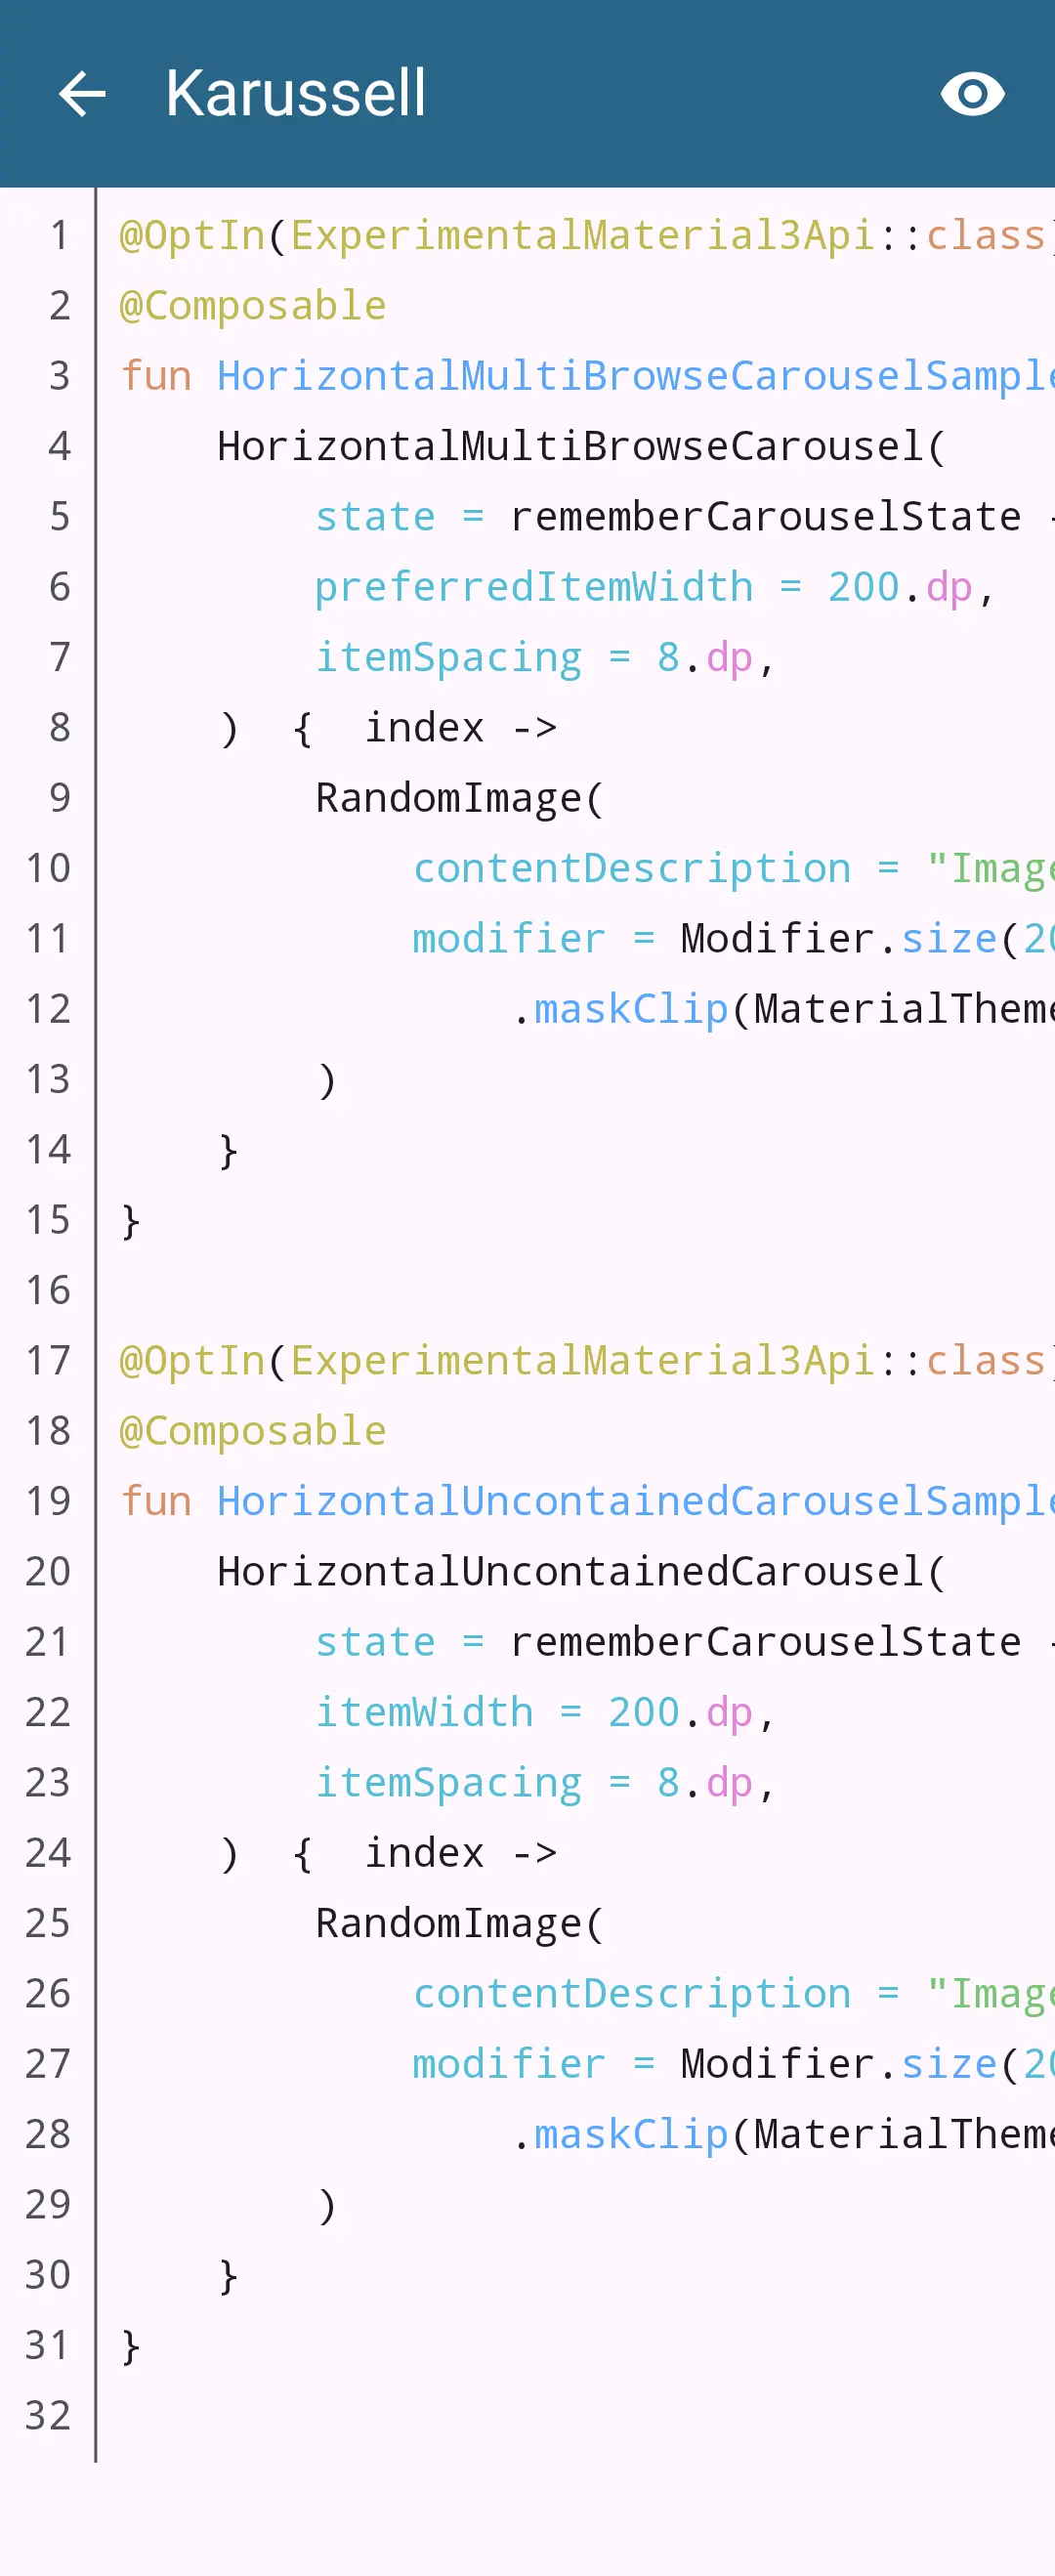 Karussell
1 @OptIn(ExperimentalMaterial3Api::class)
2 @Composable
3 fun HorizontalMultiBrowseCarouselSample
4     HorizontalMultiBrowseCarousel(
5         state = rememberCarouselState
6         preferredItemWidth = 200.dp,
7         itemSpacing = 8.dp,
8     )  {  index ->
9         RandomImage(
10             contentDescription = "Image
11             modifier = Modifier.size(20
12                 .maskClip(MaterialTheme
13         )
14     }
15 }
16
17 @OptIn(ExperimentalMaterial3Api::class)
18 @Composable
19 fun HorizontalUncontainedCarouselSample
20     HorizontalUncontainedCarousel(
21         state = rememberCarouselState
22         itemWidth = 200.dp,
23         itemSpacing = 8.dp,
24     )  {  index ->
25         RandomImage(
26             contentDescription = "Image
27             modifier = Modifier.size(20
28                 .maskClip(MaterialTheme
29         )
30     }
31 }
32